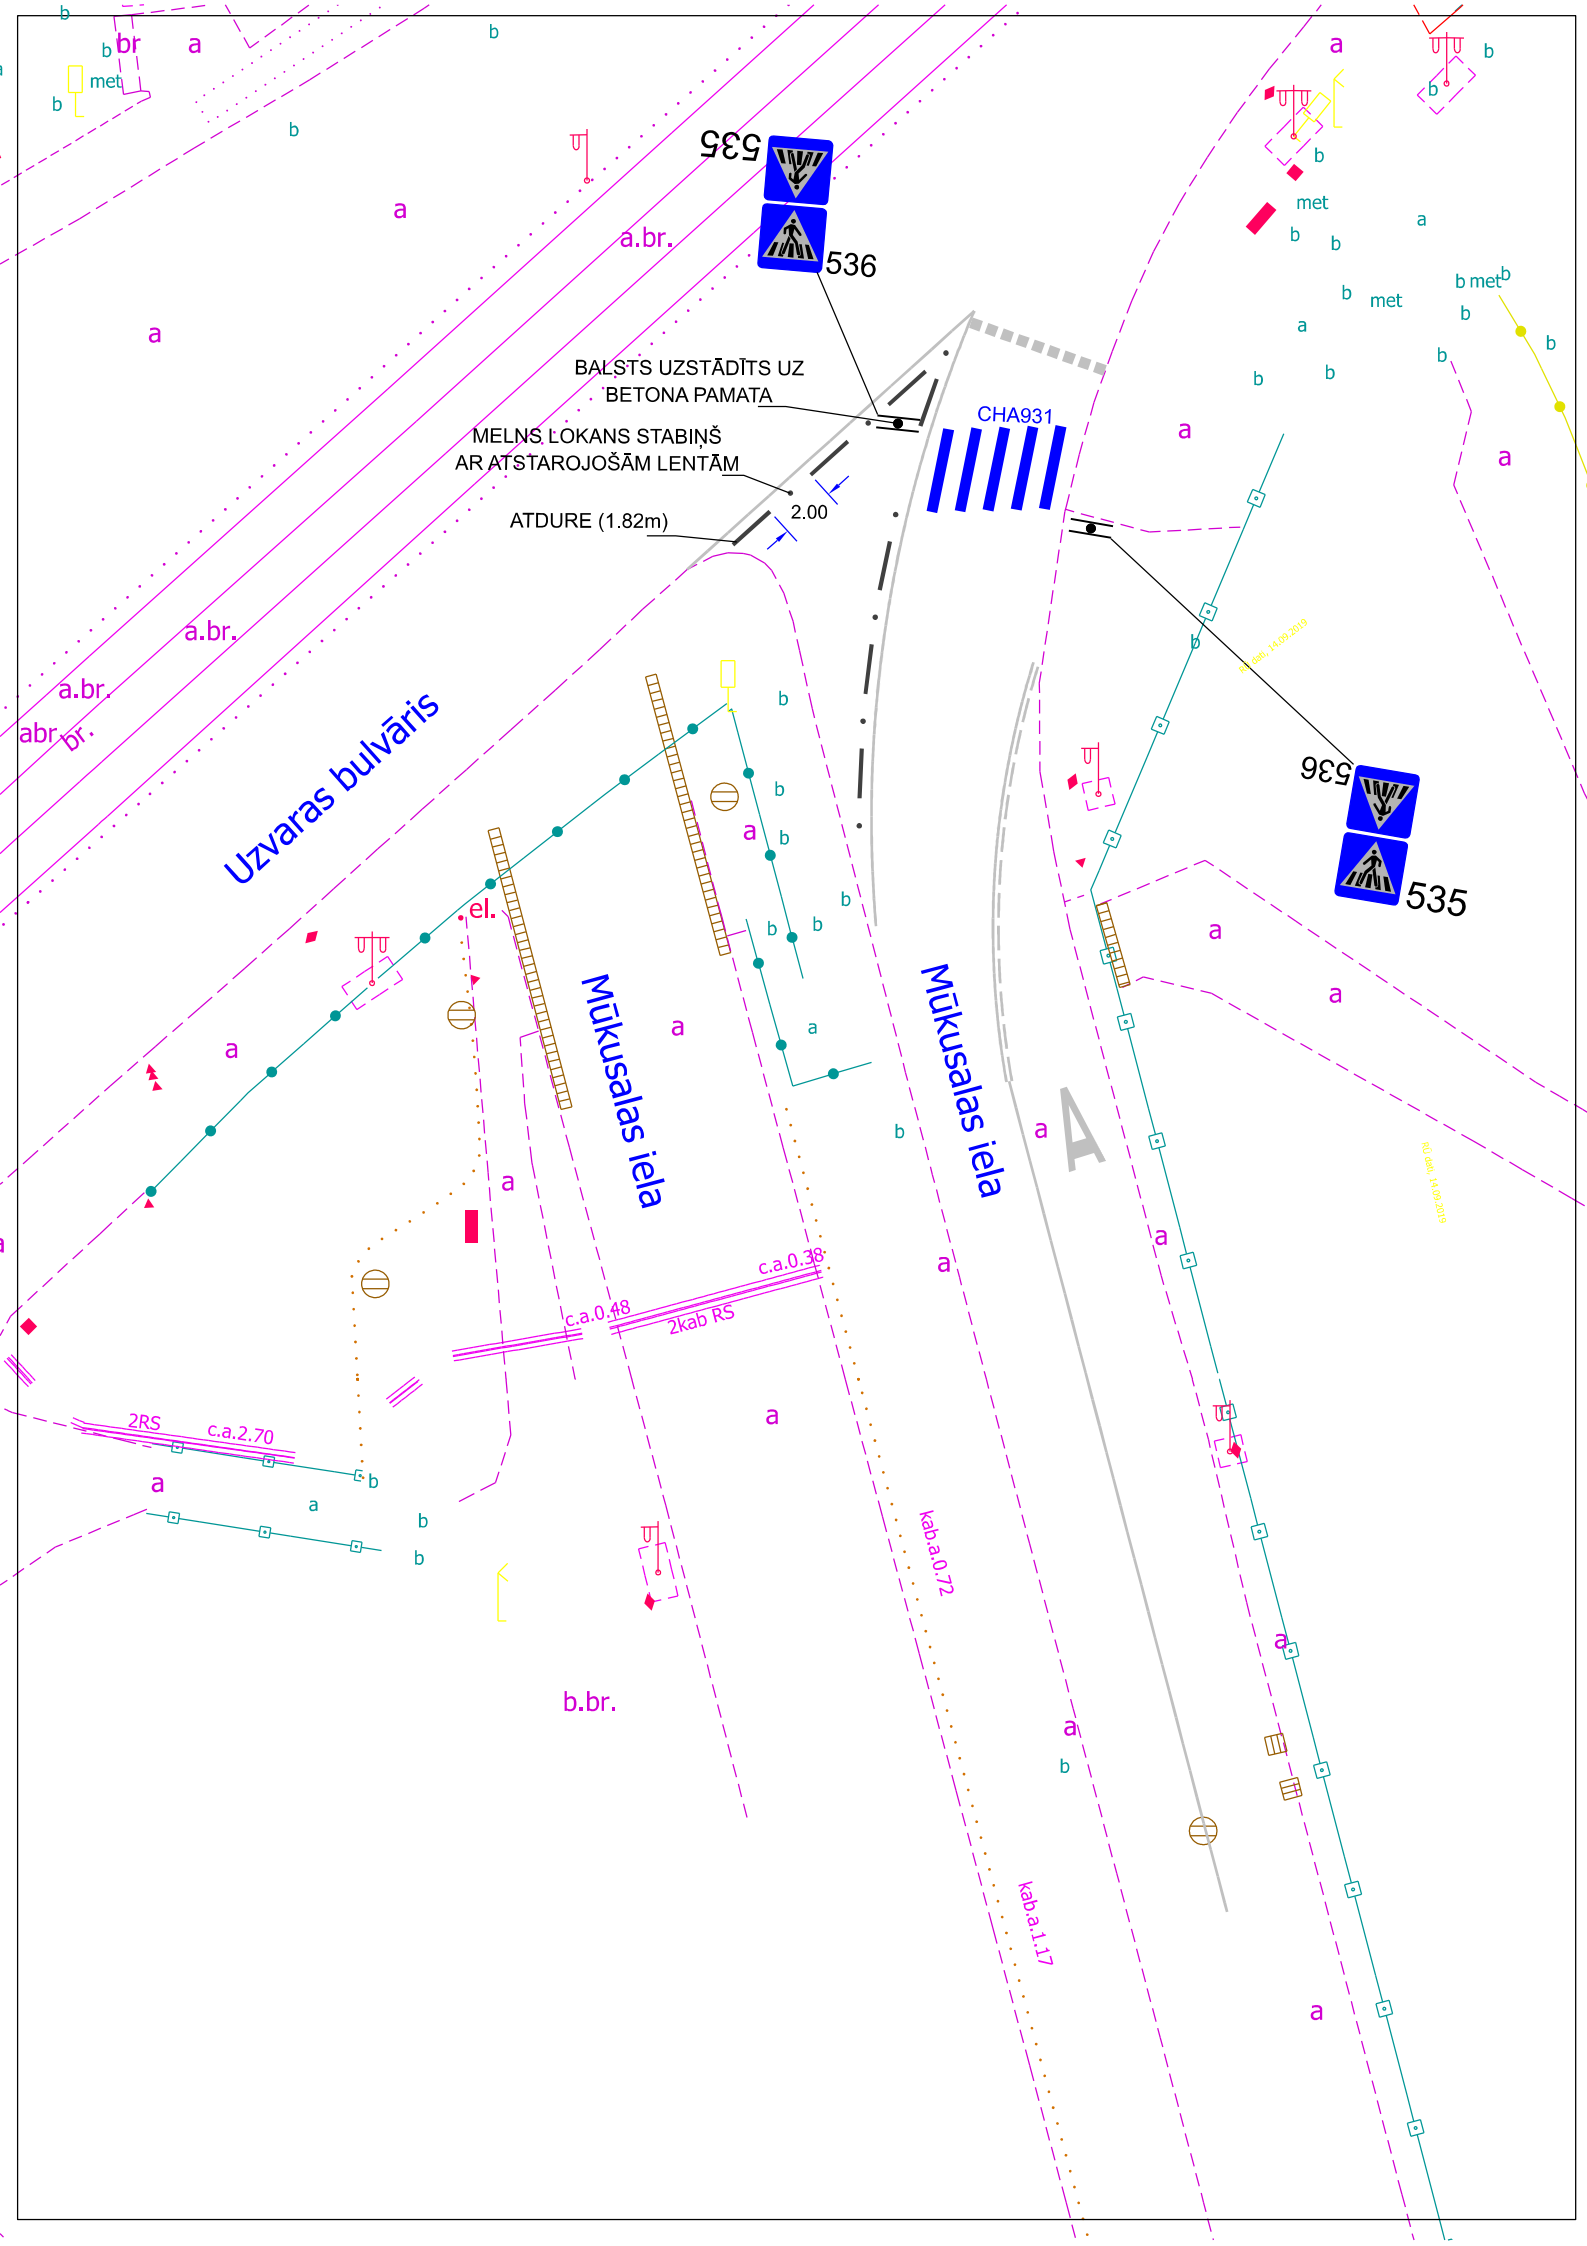 b
b
br
a
b
met
b
b
a
b
b
b
535
b
a
a.br.
met
a
b
b
536
a
b
met
b
met
b
b
a
b
b
b
b
BALSTS UZSTĀDĪTS UZ
BETONA PAMATA
CHA931
MELNS LOKANS STABIŅŠ
AR ATSTAROJOŠĀM LENTĀM
a
a
ATDURE (1.82m)
2.00
a.br.
b
a.br.
abr.
br.
Uzvaras bulvāris
b
b
a
b
536
535
b
b
b
el.
a
a
Mūkusalas iela
Mūkusalas iela
a
a
a
a
A
b
a
a
a
a
c.a.0.38
c.a.0.48
2kab RS
2RS
c.a.2.70
a
a
b
a
b
b
kab.a.0.72
a
b.br.
a
b
kab.a.1.17
a